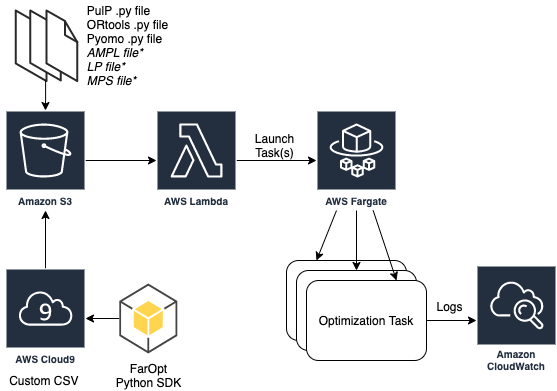 PulP .py file
ORtools .py file
Pyomo .py file
AMPL file*
LP file*
MPS file*
Launch
Task(s)
Amazon S3
AWS Lambda
AWS Fargate
9
Optimization Task
Logs
AWS Cloud9
Custom CSV
FarOpt
Python SDK
Amazon
CloudWatch